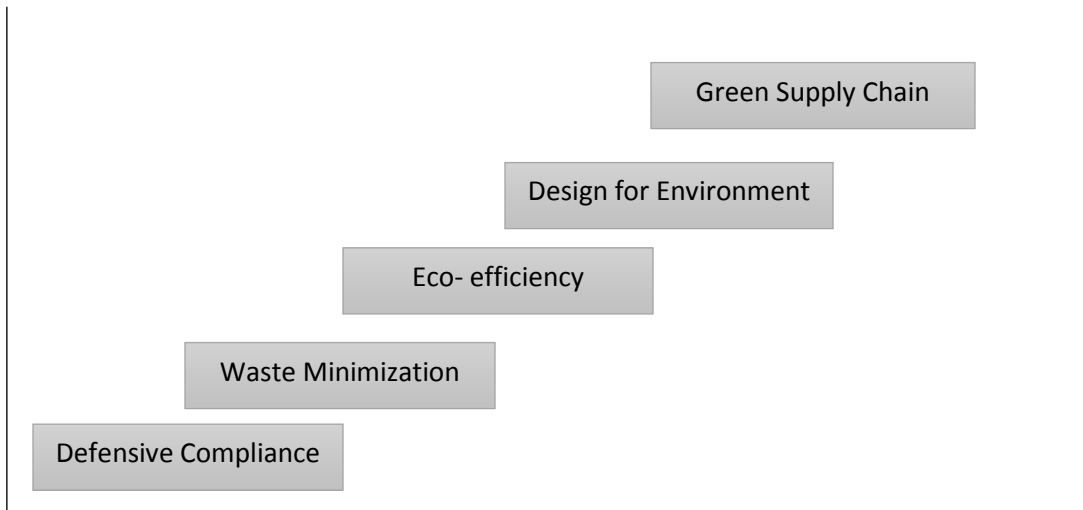 Green Supply Chain
Design for Environment
Eco- efficiency
Waste Minimization
Defensive Compliance